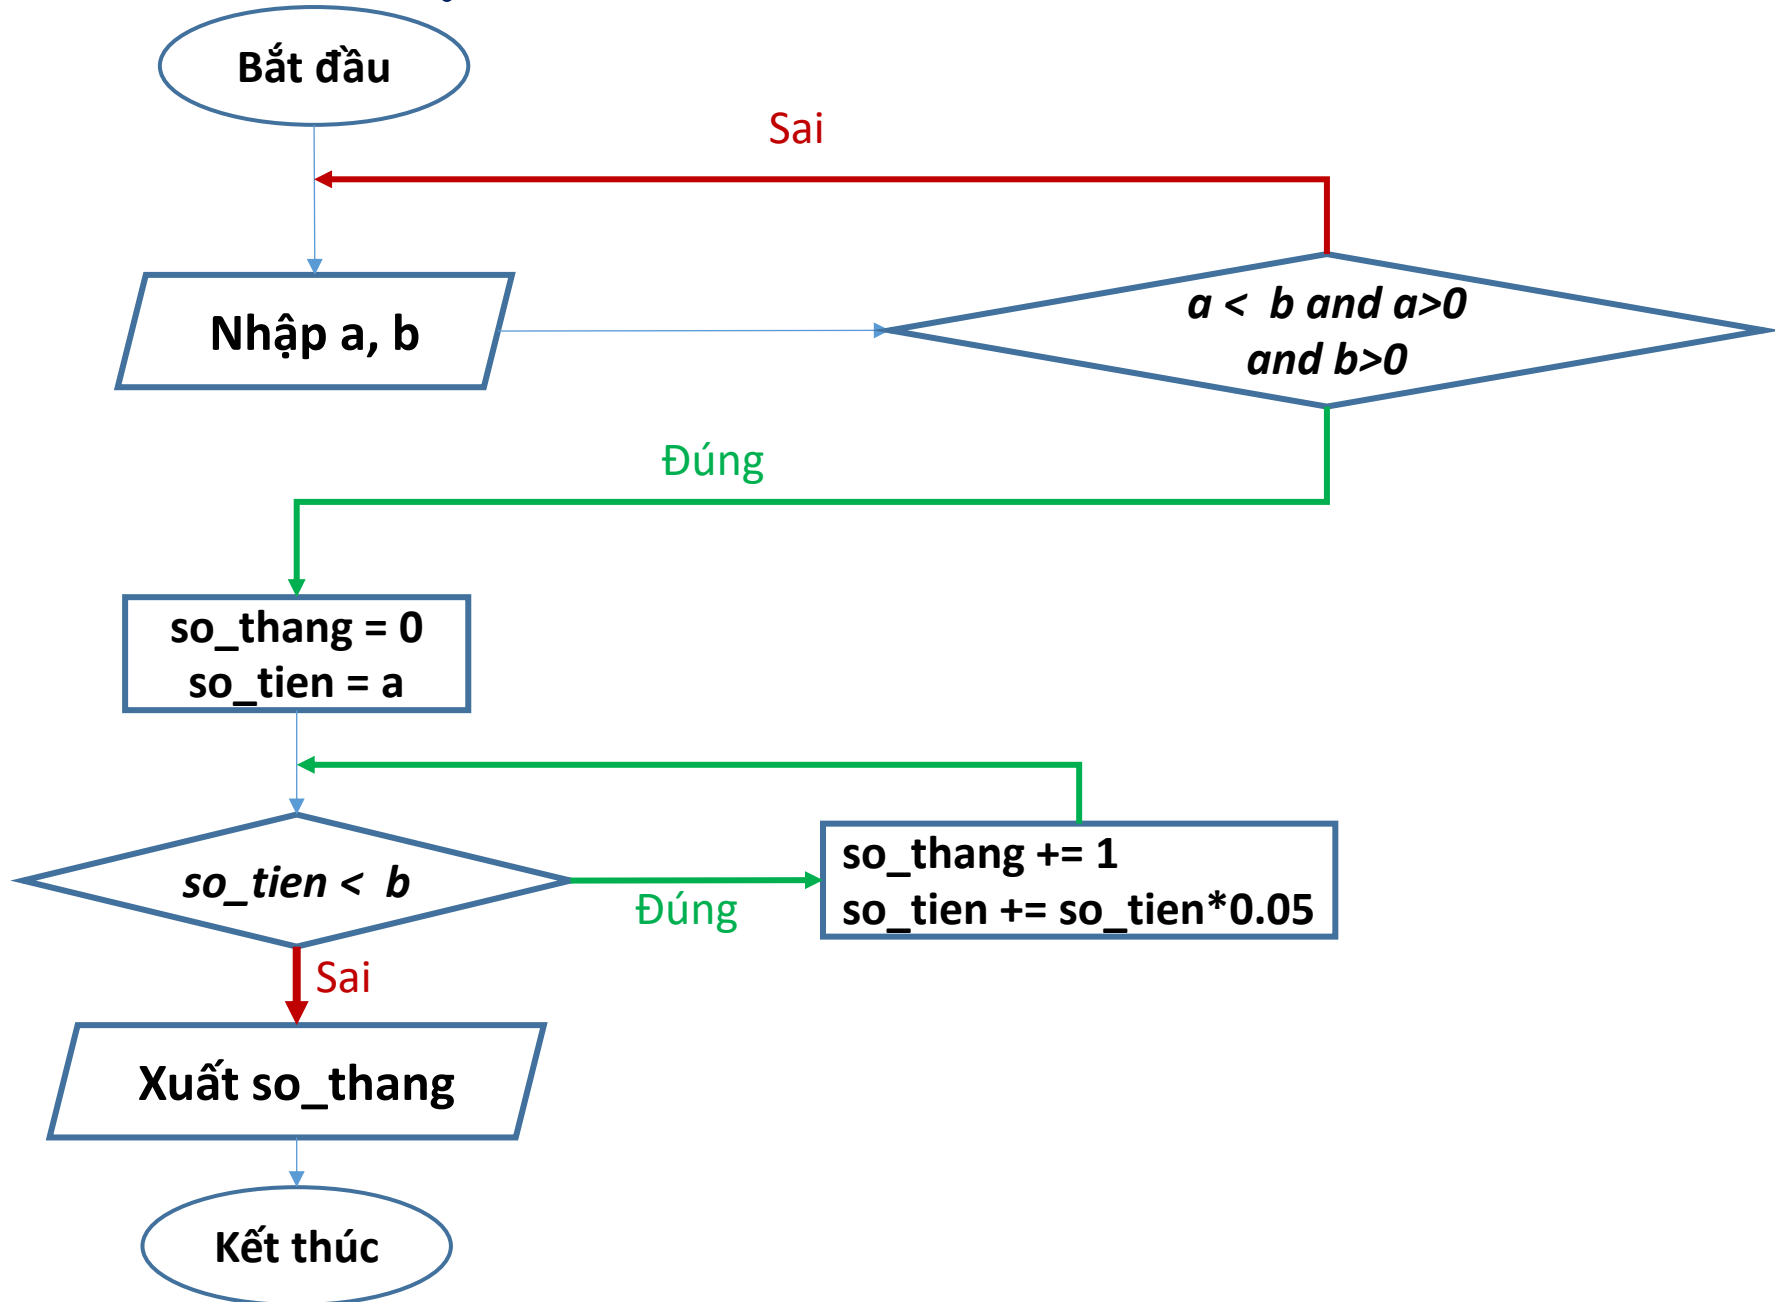 Bắt đầu
Sai
a < b and a>0
and b>0
Nhập a, b
Đúng
so_thang = 0
so_tien = a
so_tien < b
Đúng
so_thang += 1
so_tien += so_tien*0.05
Sai
Xuất so_thang
Kết thúc